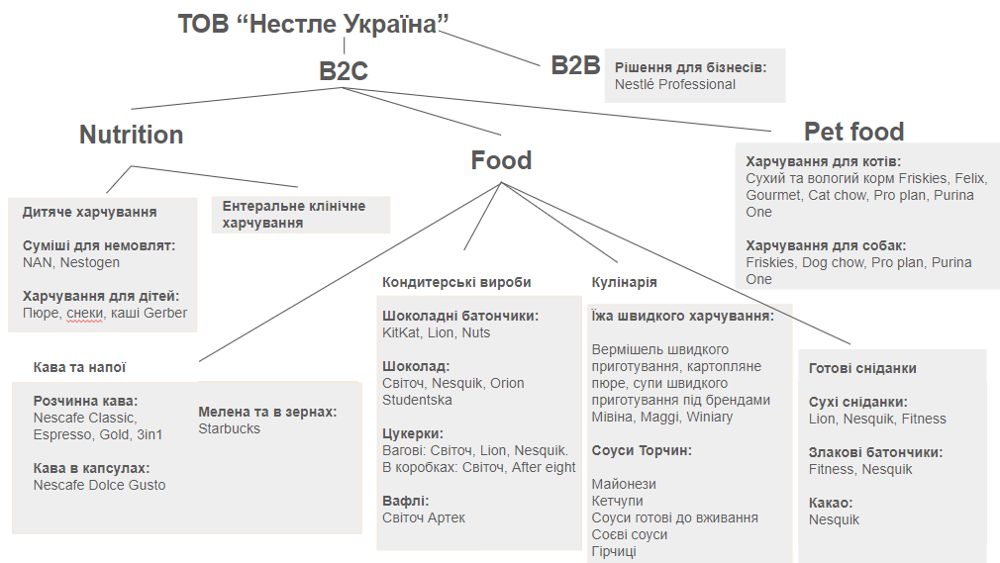 ТОВ “Нестле Україна”
B2C
B2B
Рішення для бізнесів:
Nestlé Professional
Nutrition
Дитяче харчування
Суміші для немовлят:
NAN, Nestogen
Харчування для дітей:
Пюре, снеки, каші Gerber
Ентеральне клінічне
харчування
Food
Pet food
Харчування для котів:
Сухий та вологий корм Friskies, Felix,
Gourmet, Cat chow, Pro plan, Purina
One
Харчування для собак:
Friskies, Dog chow, Pro plan, Purina
One
Кава та напої
Розчинна кава:
Nescafe Classic,
Espresso, Gold, 3in1
Кава в капсулах:
Nescafe Dolce Gusto
Мелена та в зернах:
Starbucks
Кондитерські вироби
Шоколадні батончики:
KitKat, Lion, Nuts
Шоколад:
Світоч, Nesquik, Orion
Studentska
Цукерки:
Вагові: Світоч, Lion, Nesquik.
В коробках: Світоч, After eight
Вафлі:
Світоч Артек
Кулінарія
Їжа швидкого харчування:
Вермішель швидкого
приготування, картопляне
пюре, супи швидкого
приготування під брендами
Мівіна, Maggi, Winiary
Соуси Торчин:
Майонези
Кетчупи
Соуси готові до вживання
Соєві соуси
Гірчиці
Готові сніданки
Сухі сніданки:
Lion, Nesquik, Fitness
Злакові батончики:
Fitness, Nesquik
Какао:
Nesquik